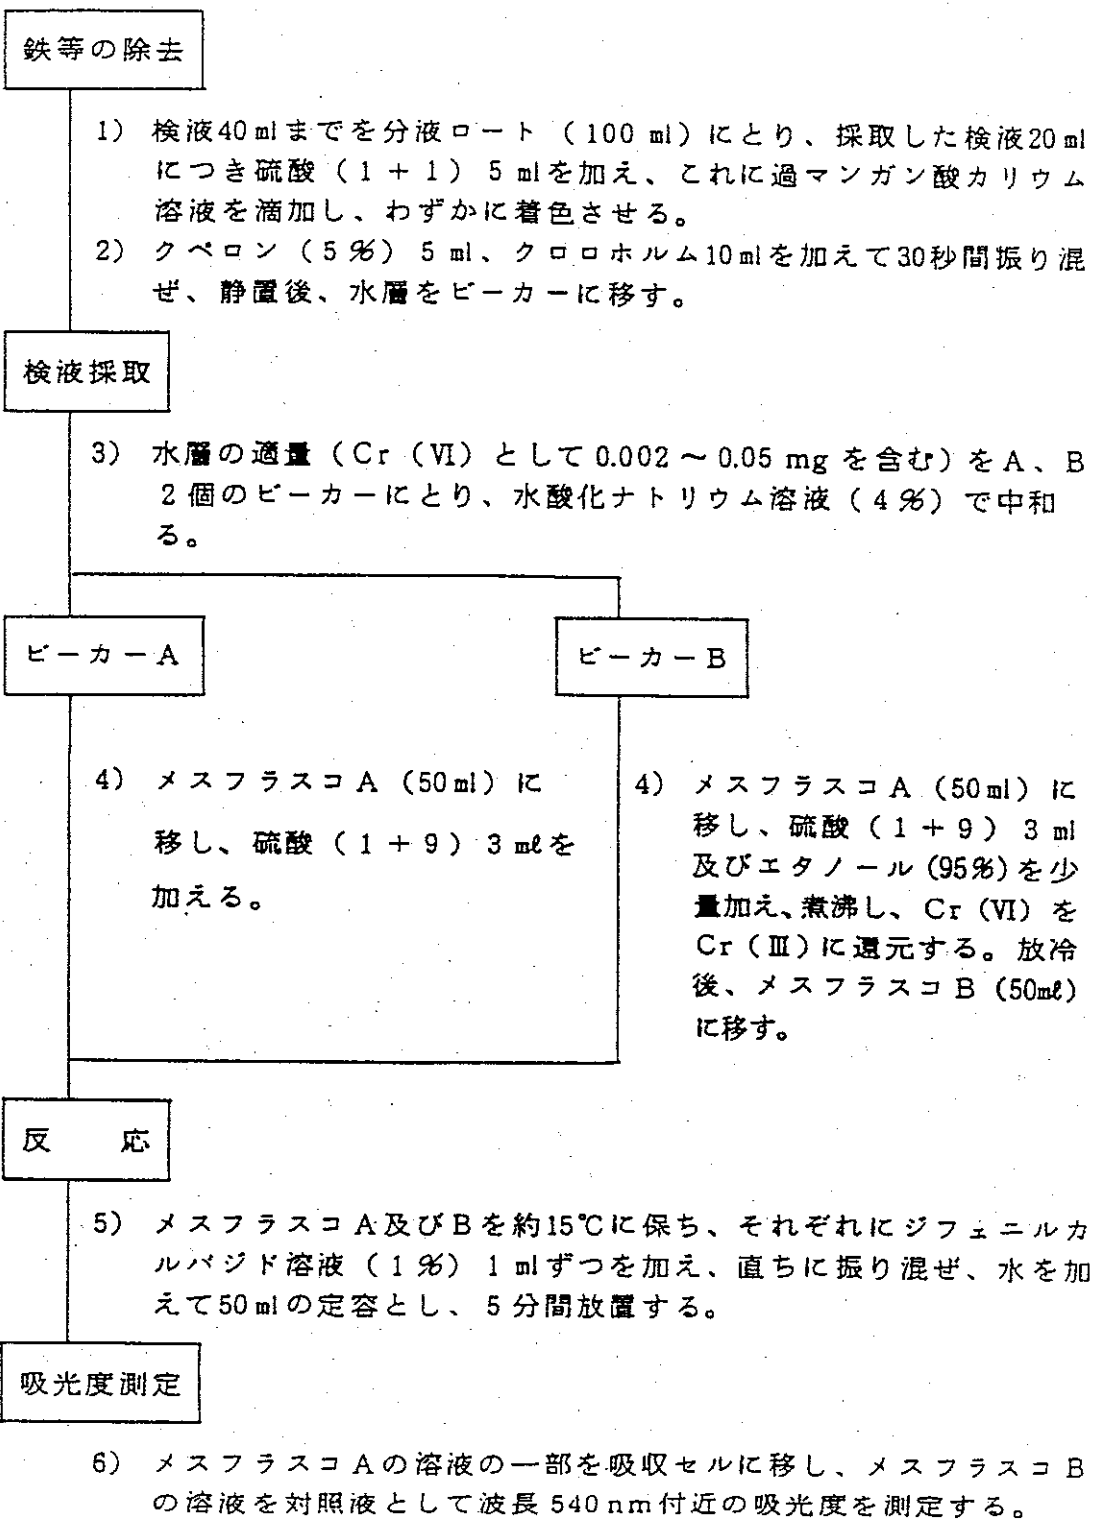 鉄等の除去
1） 検液40mlまでを分液ロート（100 ml）にとり、採取した検液20ml
につき硫酸（1＋1）5 mlを加え、これに過マンガン酸カリウム
溶液を滴加し、わずかに着色させる。
2） クペロン（5％）5 ml、クロロホルム10mlを加えて30秒間振り混
ぜ、静置後、水層をビーカーに移す。
検液採取
3） 水層の適量（Cr（Ⅵ）として 0.002～0.05 mg を含む）をA、B
2個のビーカーにとり、水酸化ナトリウム溶液（4％）で中和
る。
ビーカーA
ビーカーB
4） メスフラスコA（50ml）に
移し、硫酸（1＋9）3 mℓを
加える。
4） メスフラスコA（50ml）に
移し、硫酸（1＋9）3 ml
及びエタノール(95％)を少
量加え、煮沸し、Cr（Ⅵ）を
Cr（Ⅲ）に還元する。放冷
後、メスフラスコB（50mℓ）
に移す。
反　応
5） メスフラスコA及びBを約15℃に保ち、それぞれにジフェニルカ
ルバジド溶液（1％）1 mlずつを加え、直ちに振り混ぜ、水を加
えて50mlの定容とし、5分間放置する。
吸光度測定
6） メスフラスコAの溶液の一部を吸収セルに移し、メスフラスコB
の溶液を対照液として波長 540 nm付近の吸光度を測定する。